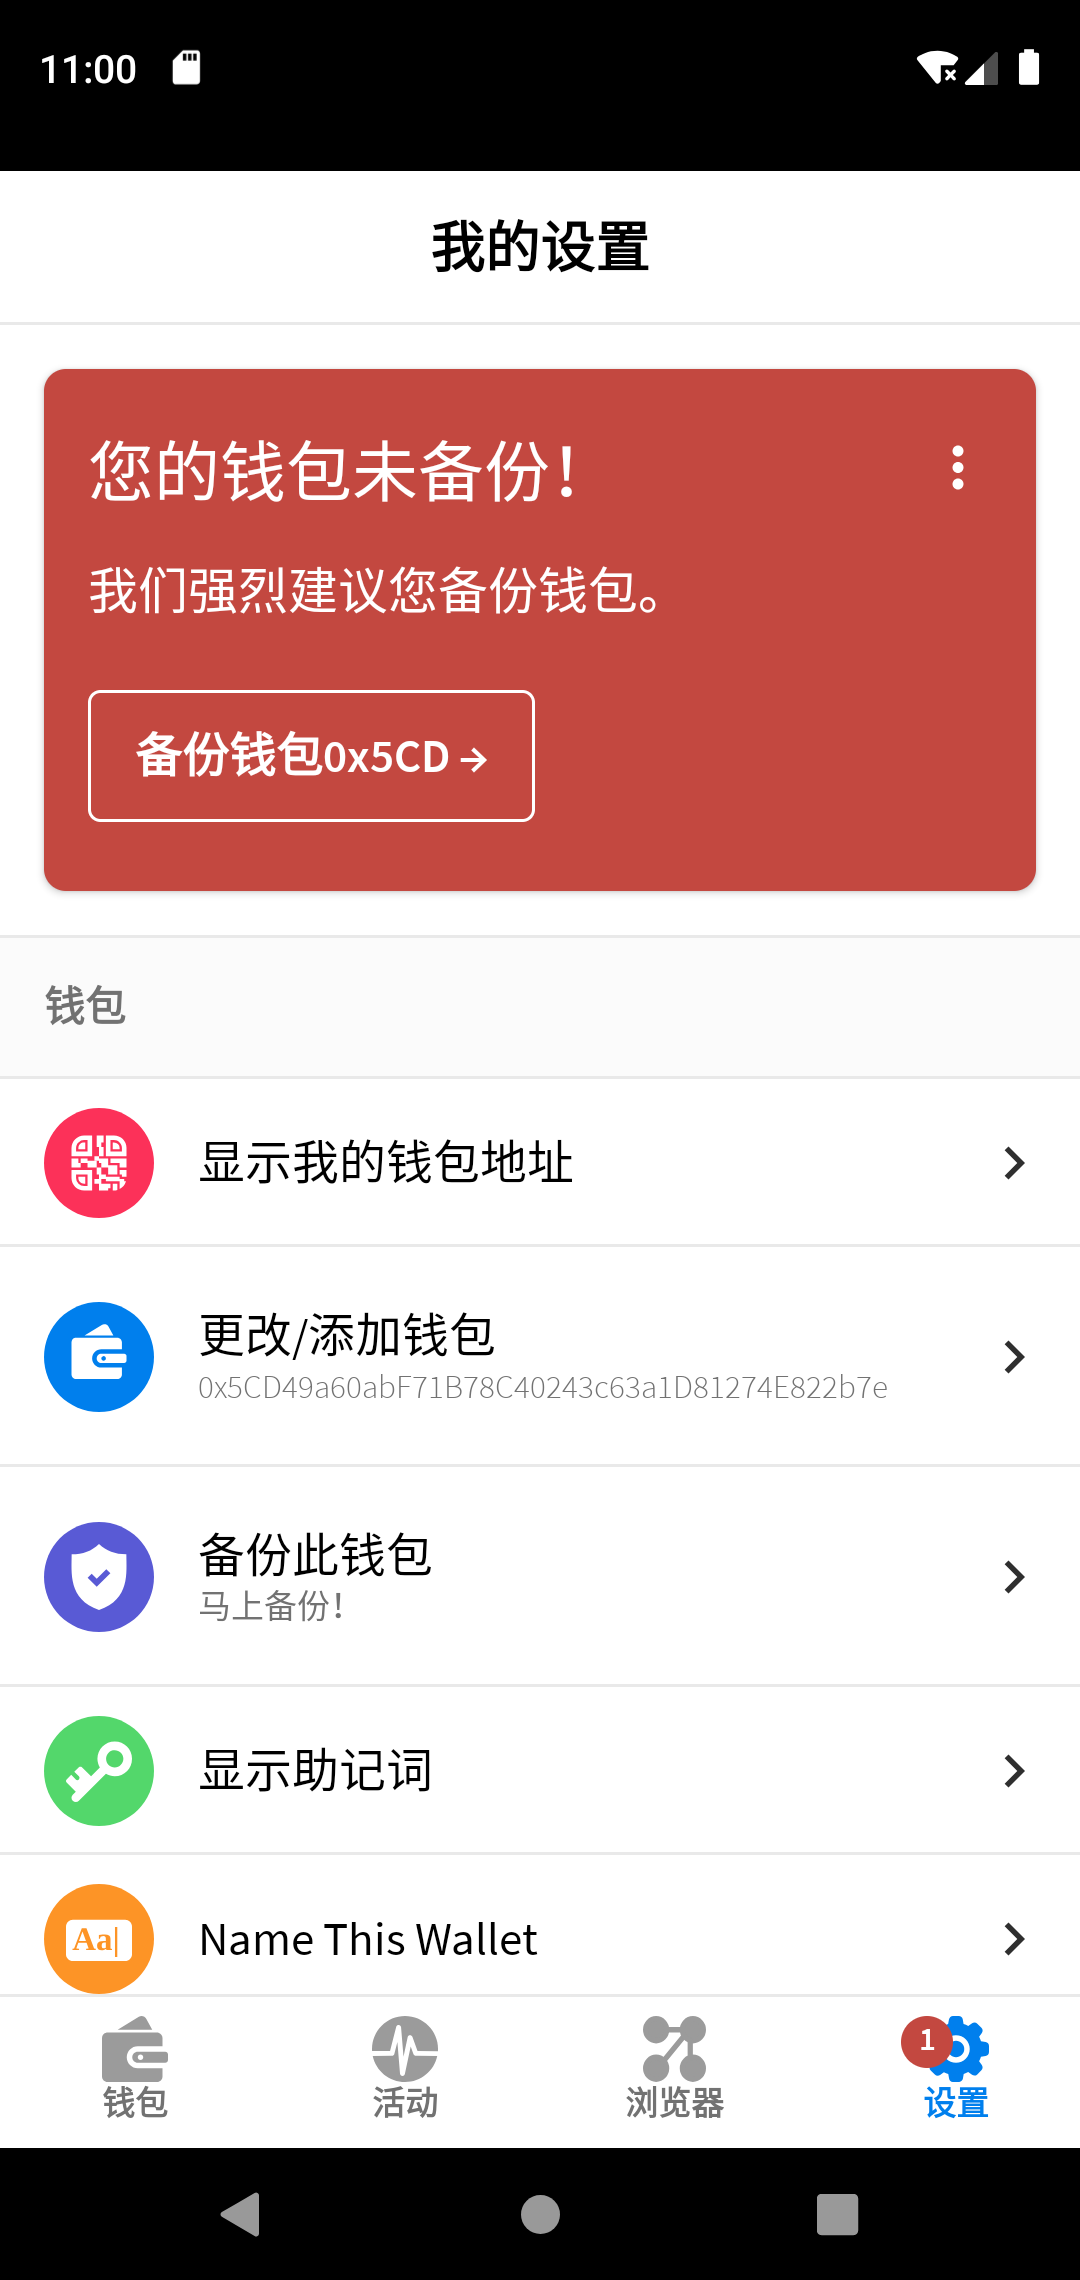 11:00
我的设置
您的钱包未备份!
我们强烈建议您备份钱包。
备份钱包0x5CD →
钱包
显示我的钱包地址
更改/添加钱包
0x5CD49a60abF71B78C40243c63a1D81274E822b7e
备份此钱包
马上备份!
显示助记词
Aa|
Name This Wallet
钱包
活动
浏览器
1
设置